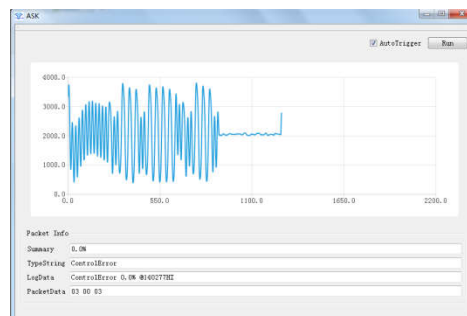 ASK
AutoTrigger Run
4000.0
3000.0
2000.0
1000.0
0.0
0.0 550.0 1100.0 1650.0 2200.0
Packet Info
Summary 0.0%
TypeString ControlError
LogData ControlError 0.0% @140277HZ
PacketData 03 00 03